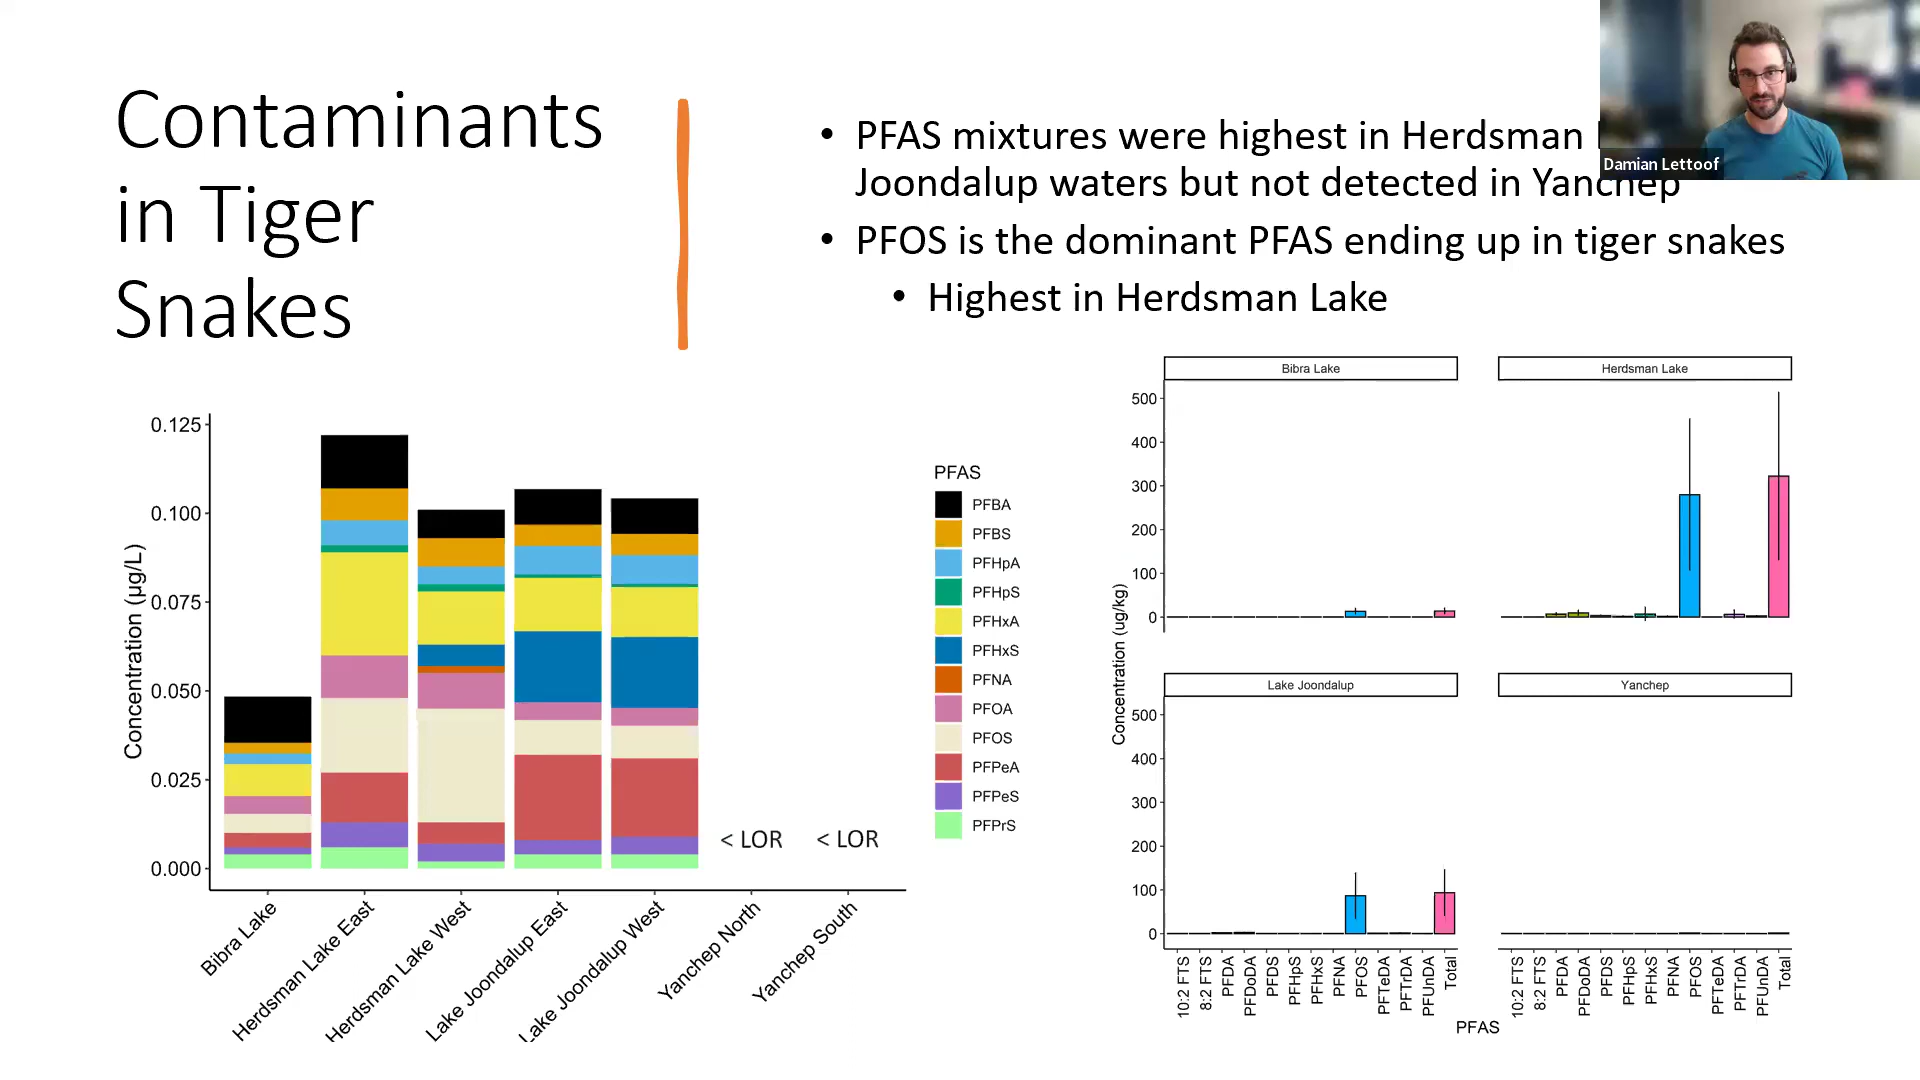 Contaminants
in Tiger
Snakes
• PFAS mixtures were highest in Herdsman
Joondalup waters but not detected in Yanchep
• PFOS is the dominant PFAS ending up in tiger snakes
• Highest in Herdsman Lake
Damian Lettoof
Concentration (µg/L)
0.125
0.100
0.075
0.050
0.025
0.000
< LOR
< LOR
Bibra Lake
Herdsman Lake East
Herdsman Lake West
Lake Joondalup East
Lake Joondalup West
Yanchep North
Yanchep South
PFAS
PFBA
PFBS
PFHpA
PFHpS
PFHxA
PFHxS
PFNA
PFOA
PFOS
PFPeA
PFPeS
PFPrS
Concentration (ug/kg)
Bibra Lake
Herdsman Lake
500
400
300
200
100
0
Lake Joondalup
Yanchep
500
400
300
200
100
0
10:2 FTS
8:2 FTS
PFDA
PFDoDA
PFDS
PFHpS
PFHxS
PFNA
PFOS
PFTeDA
PFTrDA
PFUnDA
Total
10:2 FTS
8:2 FTS
PFDA
PFDoDA
PFDS
PFHpS
PFHxS
PFNA
PFOS
PFTeDA
PFTrDA
PFUnDA
Total
PFAS